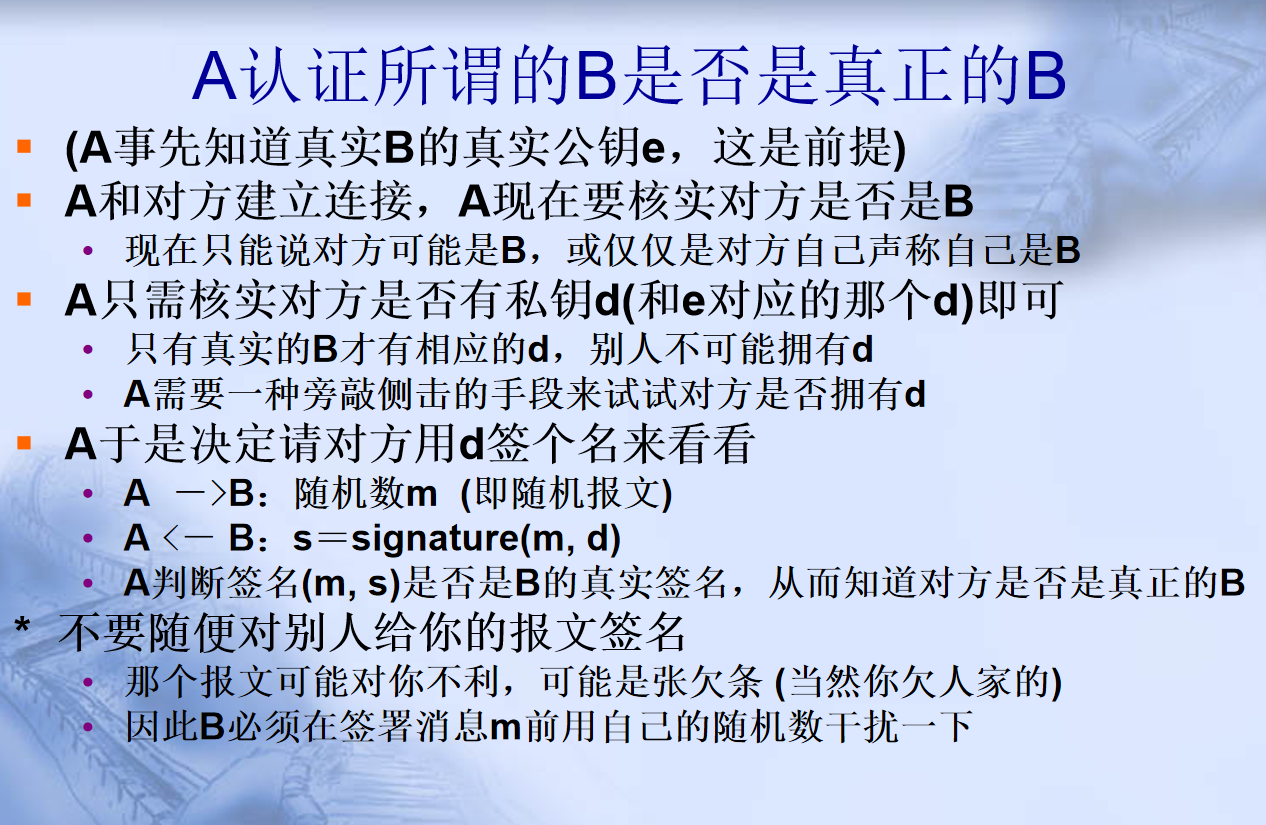 A认证所谓的B是否是真正的B
(A事先知道真实B的真实公钥e，这是前提)
A和对方建立连接，A现在要核实对方是否是B
现在只能说对方可能是B，或仅仅是对方自己声称自己是B
A只需核实对方是否有私钥d(和e对应的那个d)即可
只有真实的B才有相应的d，别人不可能拥有d
A需要一种旁敲侧击的手段来试试对方是否拥有d
A于是决定请对方用d签个名来看看
A －>B：随机数m (即随机报文)
A <－ B：s＝signature(m, d)
A判断签名(m, s)是否是B的真实签名，从而知道对方是否是真正的B
* 不要随便对别人给你的报文签名
那个报文可能对你不利，可能是张欠条 (当然你欠人家的)
因此B必须在签署消息m前用自己的随机数干扰一下